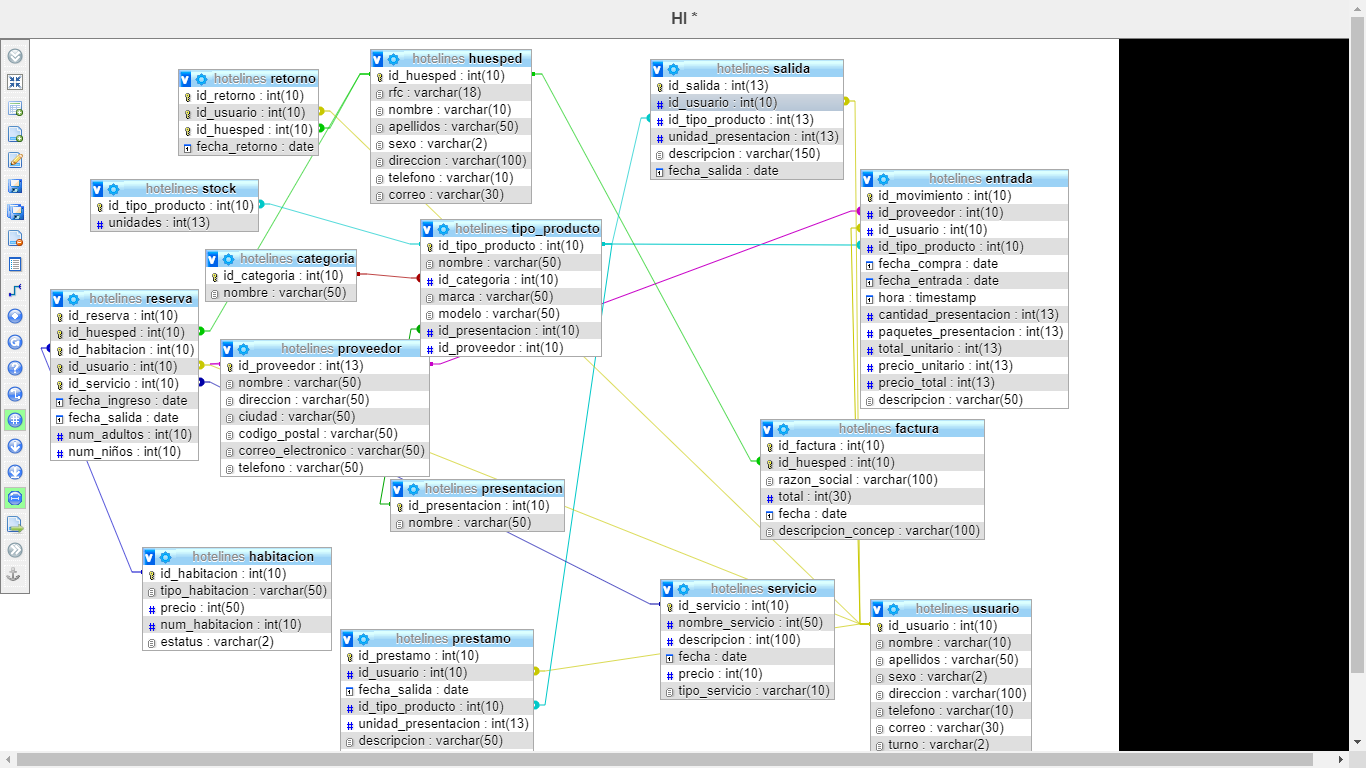 HI *
hotelines retorno
id_retorno : int(10)
id_usuario : int(10)
id_huesped : int(10)
fecha_retorno : date
hotelines huesped
id_huesped : int(10)
rfc : varchar(18)
nombre : varchar(10)
apellidos : varchar(50)
sexo : varchar(2)
direccion : varchar(100)
telefono : varchar(10)
correo : varchar(30)
hotelines salida
id_salida : int(13)
id_usuario : int(10)
id_tipo_producto : int(13)
unidad_presentacion : int(13)
descripcion : varchar(150)
fecha_salida : date
hotelines stock
id_tipo_producto : int(10)
unidades : int(13)
hotelines tipo_producto
id_tipo_producto : int(10)
nombre : varchar(50)
id_categoria : int(10)
marca : varchar(50)
modelo : varchar(50)
id_presentacion : int(10)
id_proveedor : int(10)
hotelines entrada
id_movimiento : int(10)
id_proveedor : int(10)
id_usuario : int(10)
id_tipo_producto : int(10)
fecha_compra : date
fecha_entrada : date
hora : timestamp
cantidad_presentacion : int(13)
paquetes_presentacion : int(13)
total_unitario : int(13)
precio_unitario : int(13)
precio_total : int(13)
descripcion : varchar(50)
hotelines categoria
id_categoria : int(10)
nombre : varchar(50)
hotelines reserva
id_reserva : int(10)
id_huesped : int(10)
id_habitacion : int(10)
id_usuario : int(10)
id_servicio : int(10)
fecha_ingreso : date
fecha_salida : date
num_adultos : int(10)
num_niños : int(10)
hotelines proveedor
id_proveedor : int(13)
nombre : varchar(50)
direccion : varchar(50)
ciudad : varchar(50)
codigo_postal : varchar(50)
correo_electronico : varchar(50)
telefono : varchar(50)
hotelines factura
id_factura : int(10)
id_huesped : int(10)
razon_social : varchar(100)
total : int(30)
fecha : date
descripcion_concep : varchar(100)
hotelines presentacion
id_presentacion : int(10)
nombre : varchar(50)
hotelines habitacion
id_habitacion : int(10)
tipo_habitacion : varchar(50)
precio : int(50)
num_habitacion : int(10)
estatus : varchar(2)
hotelines servicio
id_servicio : int(10)
nombre_servicio : int(50)
descripcion : int(100)
fecha : date
precio : int(10)
tipo_servicio : varchar(10)
hotelines usuario
id_usuario : int(10)
nombre : varchar(10)
apellidos : varchar(50)
sexo : varchar(2)
direccion : varchar(100)
telefono : varchar(10)
correo : varchar(30)
turno : varchar(2)
hotelines prestamo
id_prestamo : int(10)
id_usuario : int(10)
fecha_salida : date
id_tipo_producto : int(10)
unidad_presentacion : int(13)
descripcion : varchar(50)